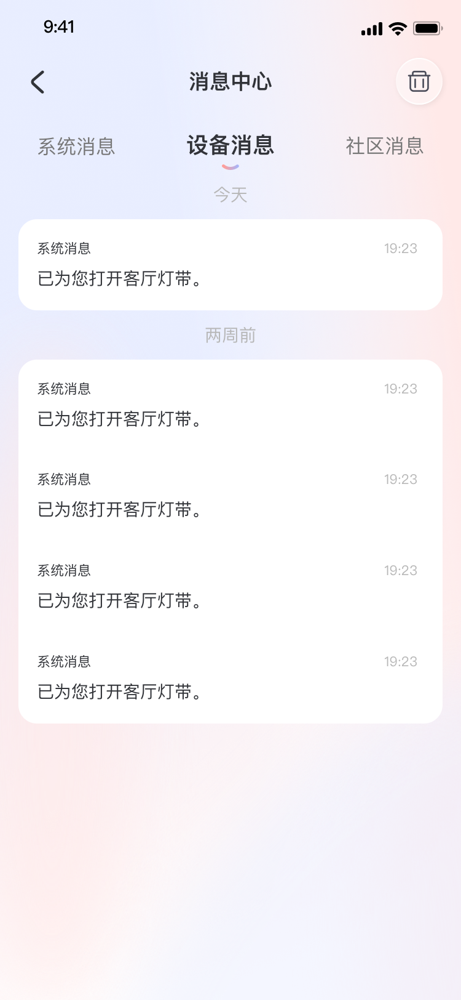 9:41
消息中心
系统消息 设备消息 社区消息
今天
系统消息 19:23
已为您打开客厅灯带。
两周前
系统消息 19:23
已为您打开客厅灯带。
系统消息 19:23
已为您打开客厅灯带。
系统消息 19:23
已为您打开客厅灯带。
系统消息 19:23
已为您打开客厅灯带。